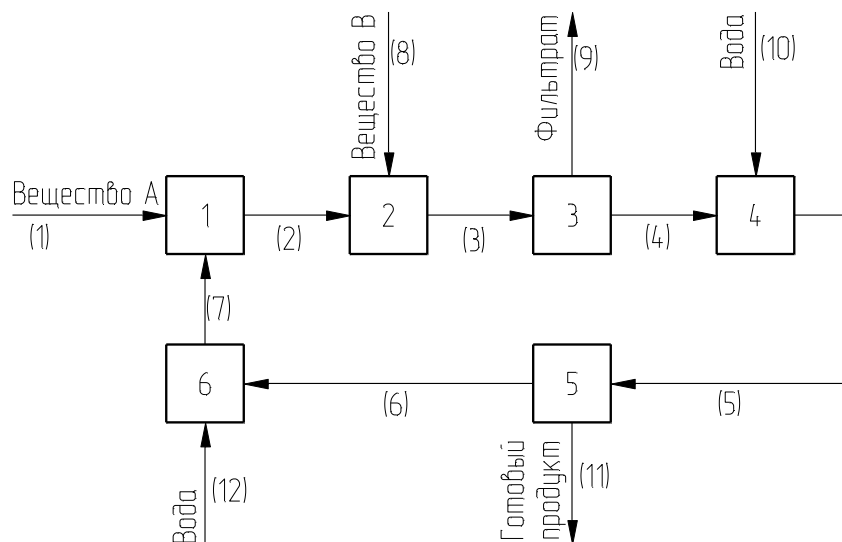 Вещество В
(8)
Фильтрат
(9)
Вода
(10)
Вещество А
(1)
1
(2)
2
(3)
3
(4)
4
(7)
6
(6)
5
(5)
Вода
(12)
Готовый
продукт
(11)